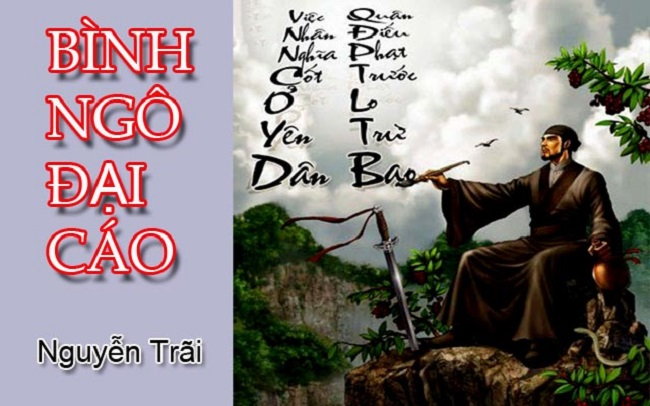 BÌNH
NGÔ
ĐẠI
CÁO
Nguyễn Trãi
Việc
Nhân
Nghĩa
Cốt
Ở
Yên
Dân
Quân
Điếu
Phạt
Trước
Lo
Trừ
Bạo